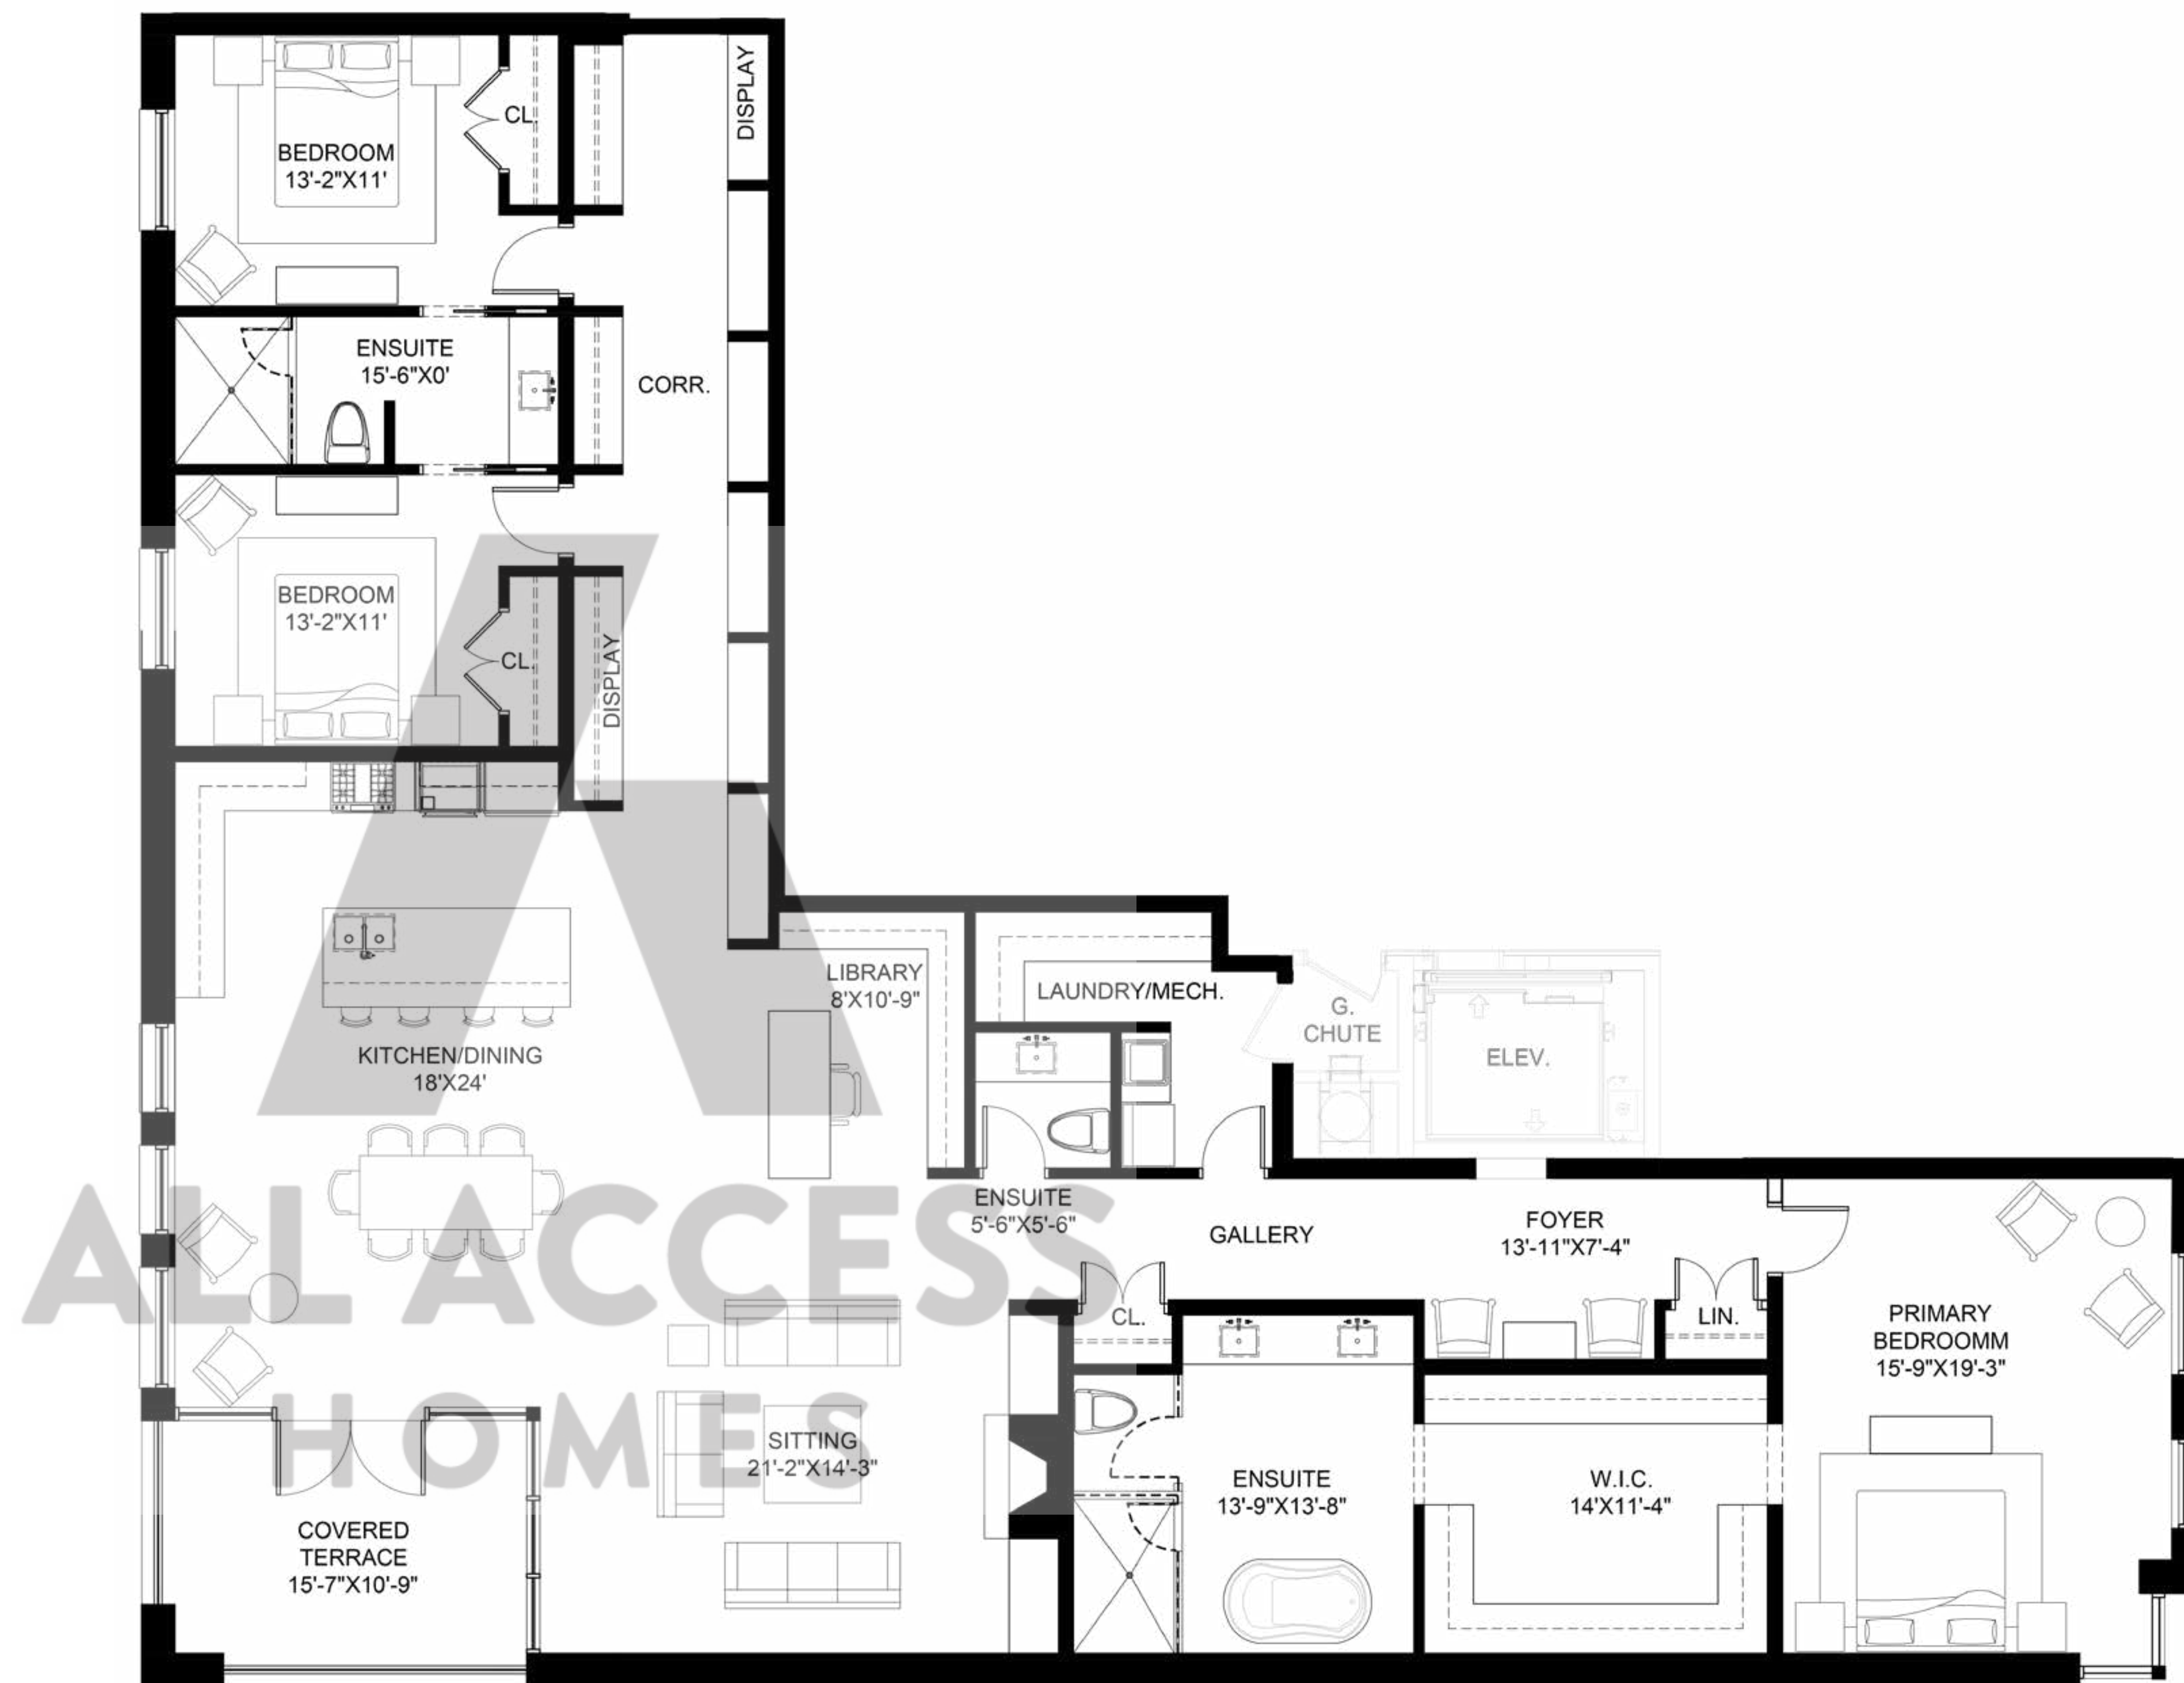 DISPLAY
CL.
BEDROOM
13'-2"X11'
ENSUITE
15'-6"X0'
CORR.
BEDROOM
13'-2"X11'
CL.
DISPLAY
LIBRARY
8'X10'-9"
LAUNDRY/MECH.
G.
CHUTE
ELEV.
KITCHEN/DINING
18'X24'
ENSUITE
5'-6"X5'-6"
GALLERY
FOYER
13'-11"X7'-4"
ALL ACCESS
HOMES
CL.
LIN.
PRIMARY
BEDROOMM
15'-9"X19'-3"
SITTING
21'-2"X14'-3"
ENSUITE
13'-9"X13'-8"
W.I.C.
14'X11'-4"
COVERED
TERRACE
15'-7"X10'-9"